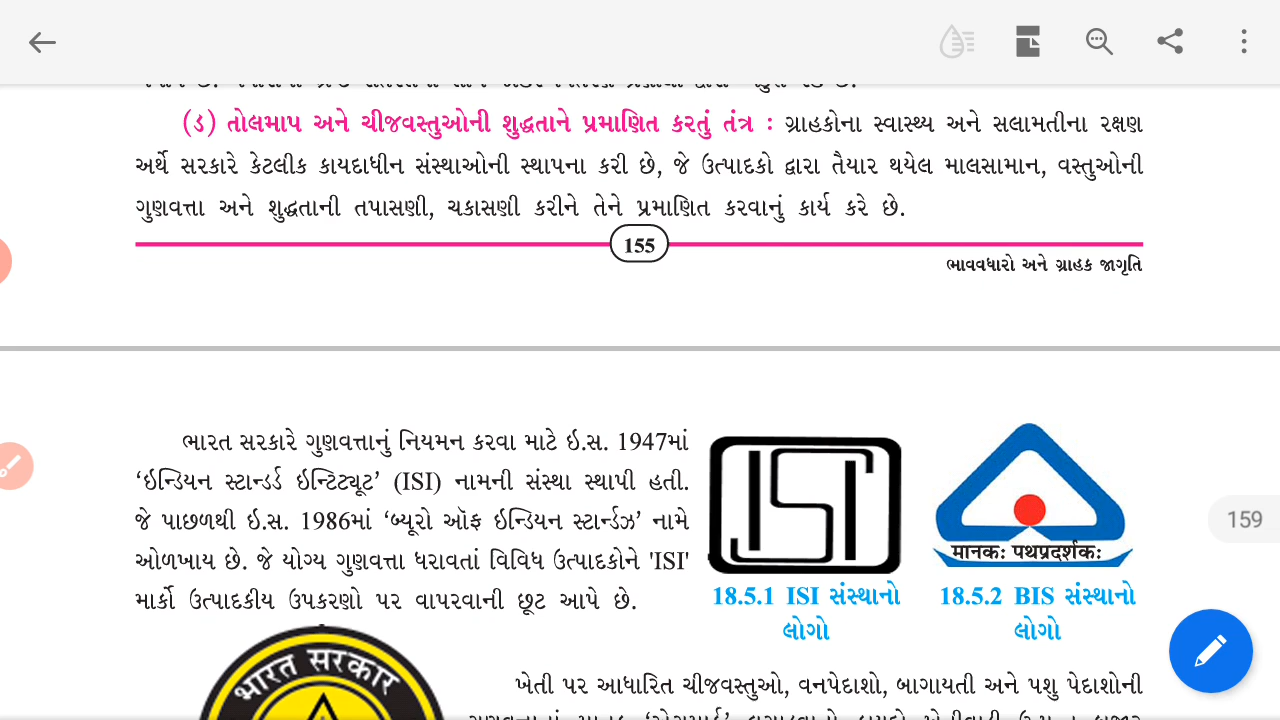 (ડ) તોલમાપ અને ચીજવસ્તુઓની શુદ્ધતાને પ્રમાણિત કરતું તંત્ર : ગ્રાહકોના સ્વાસ્થ્ય અને સલામતીના રક્ષણ
અર્થે સરકારે કેટલીક કાયદાધીન સંસ્થાઓની સ્થાપના કરી છે, જે ઉત્પાદકો દ્વારા તૈયાર થયેલ માલસામાન, વસ્તુઓની
ગુણવત્તા અને શુદ્ધતાની તપાસણી, ચકાસણી કરીને તેને પ્રમાણિત કરવાનું કાર્ય કરે છે.
155
ભાવવધારો અને ગ્રાહક જાગૃતિ
ભારત સરકારે ગુણવત્તાનું નિયમન કરવા માટે ઇ.સ. 1947માં
‘ઇન્ડિયન સ્ટાન્ડર્ડ ઇન્ટિટ્યૂટ’ (ISI) નામની સંસ્થા સ્થાપી હતી.
જે પાછળથી ઇ.સ. 1986માં ‘બ્યૂરો ઑફ ઇન્ડિયન સ્ટાર્ન્ડઝ’ નામે
ઓળખાય છે. જે યોગ્ય ગુણવત્તા ધરાવતાં વિવિધ ઉત્પાદકોને 'ISI'
માર્કો ઉત્પાદકીય ઉપકરણો પર વાપરવાની છૂટ આપે છે.
ISI
18.5.1 ISI સંસ્થાનો
લોગો
मानकः पथप्रदर्शकः
18.5.2 BIS સંસ્થાનો
લોગો
159
भारत सरकार
ખેતી પર આધારિત ચીજવસ્તુઓ, વનપેદાશો, બાગાયતી અને પશુ પેદાશોની